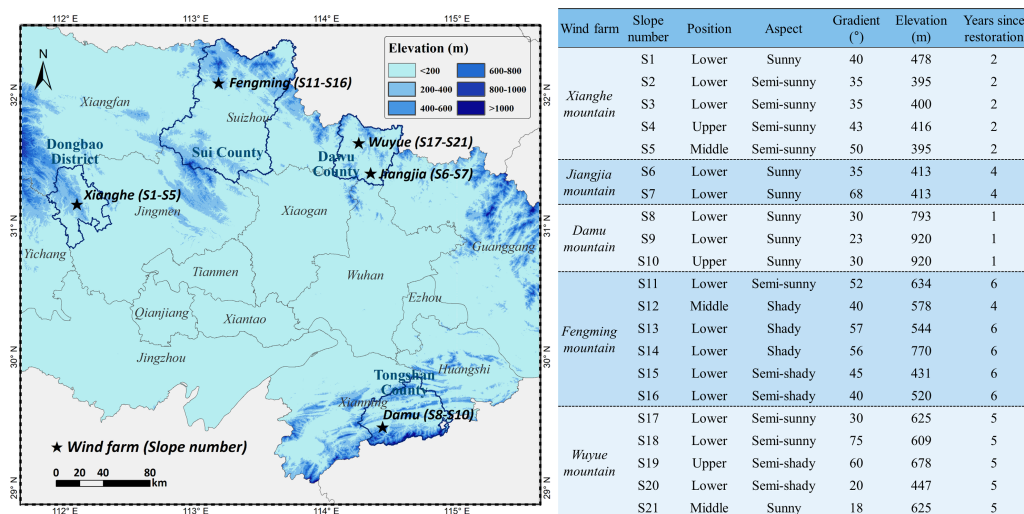 112° E 113° E 114° E 115° E
N
Elevation (m)
<200 600-800
200-400 800-1000
400-600 >1000
32° N 32° N
Xiangfan
Fengming (S11-S16)
Suizhou
Wuyue (S17-S21)
Dongbao
District
Sui County
Dawu
County
Jiangjia (S6-S7)
Xianghe (S1-S5)
Jingmen
Xiaogan
31° N 31° N
Yichang
Guanggang
Tianmen
Wuhan
Ezhou
Qianjiang
Xiantao
30° N 30° N
Jingzhou
Huangshi
Tongshan
County
Xianning
Damu (S8-S10)
Wind farm (Slope number)
0 20 40 80
km
29° N 29° N
112° E 113° E 114° E 115° E
Wind farm Slope number Position Aspect Gradient (°) Elevation (m) Years since restoration
Xianghe mountain
S1 Lower Sunny 40 478 2
S2 Lower Semi-sunny 35 395 2
S3 Lower Semi-sunny 35 400 2
S4 Upper Semi-sunny 43 416 2
S5 Middle Semi-sunny 50 395 2
Jiangjia mountain
S6 Lower Sunny 35 413 4
S7 Lower Sunny 68 413 4
Damu mountain
S8 Lower Sunny 30 793 1
S9 Lower Sunny 23 920 1
S10 Upper Sunny 30 920 1
Fengming mountain
S11 Lower Semi-sunny 52 634 6
S12 Middle Shady 40 578 4
S13 Lower Shady 57 544 6
S14 Lower Shady 56 770 6
S15 Lower Semi-shady 45 431 6
S16 Lower Semi-shady 40 520 6
Wuyue mountain
S17 Lower Semi-sunny 30 625 5
S18 Lower Semi-sunny 75 609 5
S19 Upper Semi-shady 60 678 5
S20 Lower Semi-shady 20 447 5
S21 Middle Sunny 18 625 5